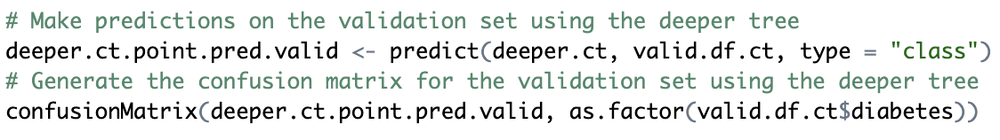 # Make predictions on the validation set using the deeper tree
deeper.ct.point.pred.valid <- predict(deeper.ct, valid.df.ct, type = "class")
# Generate the confusion matrix for the validation set using the deeper tree
confusionMatrix(deeper.ct.point.pred.valid, as.factor(valid.df.ct$diabetes))